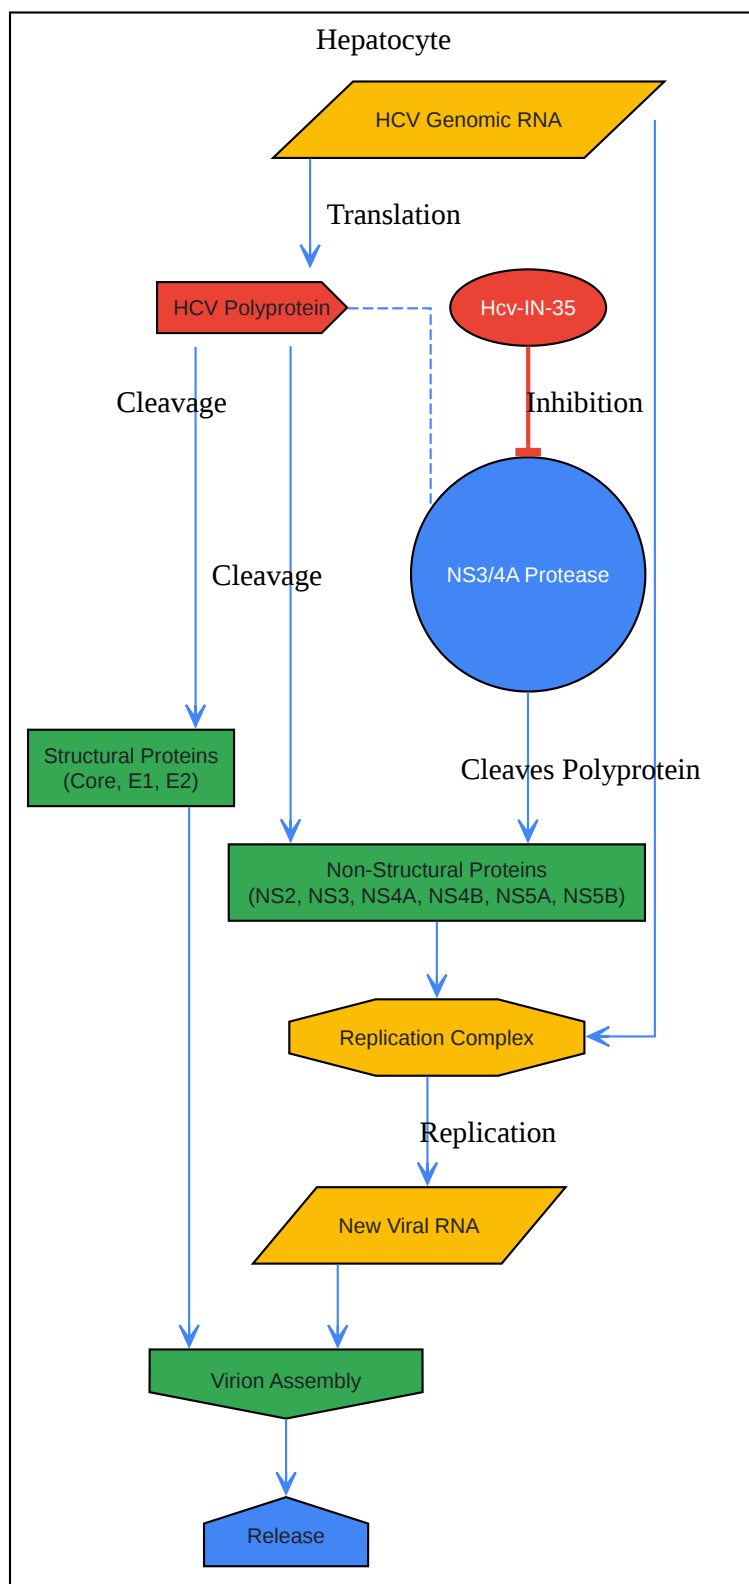 Hepatocyte
HCV Genomic RNA
Translation
HCV Polyprotein
Hcv-IN-35
Cleavage
Inhibition
Cleavage
NS3/4A Protease
Structural Proteins
(Core, E1, E2)
Cleaves Polyprotein
Non-Structural Proteins
(NS2, NS3, NS4A, NS4B, NS5A, NS5B)
Replication Complex
Replication
New Viral RNA
Virion Assembly
Release